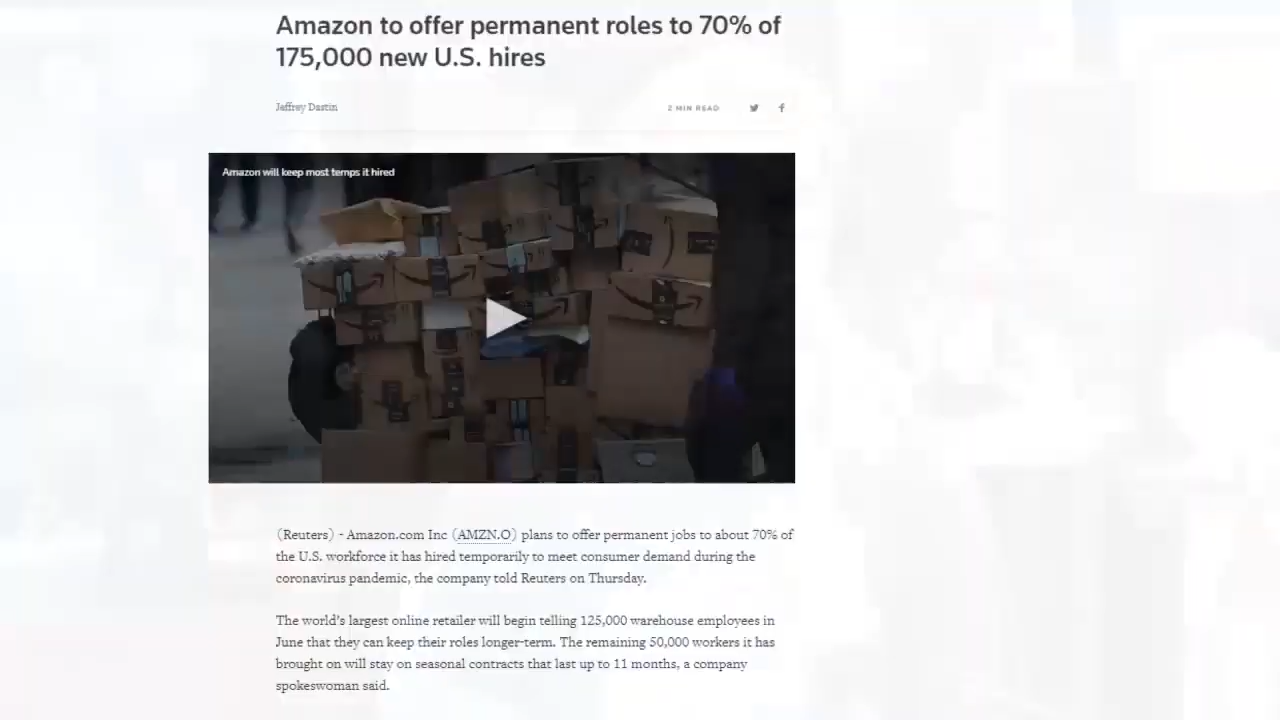 Amazon to offer permanent roles to 70% of
175,000 new U.S. hires
Jeffrey Dastin
2 MIN READ
Amazon will keep most temps it hired
(Reuters) - Amazon.com Inc (AMZN.O) plans to offer permanent jobs to about 70% of
the U.S. workforce it has hired temporarily to meet consumer demand during the
coronavirus pandemic, the company told Reuters on Thursday.
The world's largest online retailer will begin telling 125,000 warehouse employees in
June that they can keep their roles longer-term. The remaining 50,000 workers it has
brought on will stay on seasonal contracts that last up to 11 months, a company
spokeswoman said.